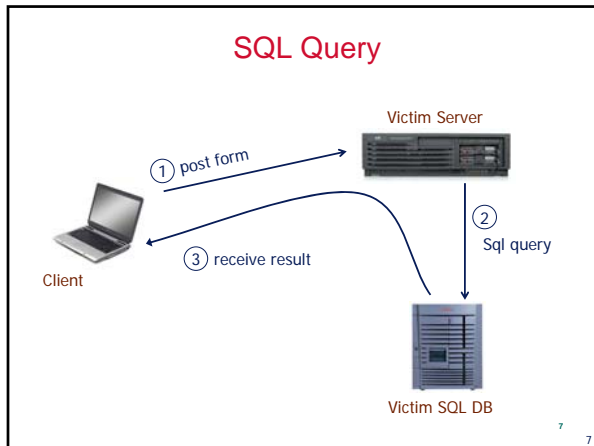 SQL Query
Victim Server
1 post form
2
Sql query
3 receive result
Client
Victim SQL DB
7
7